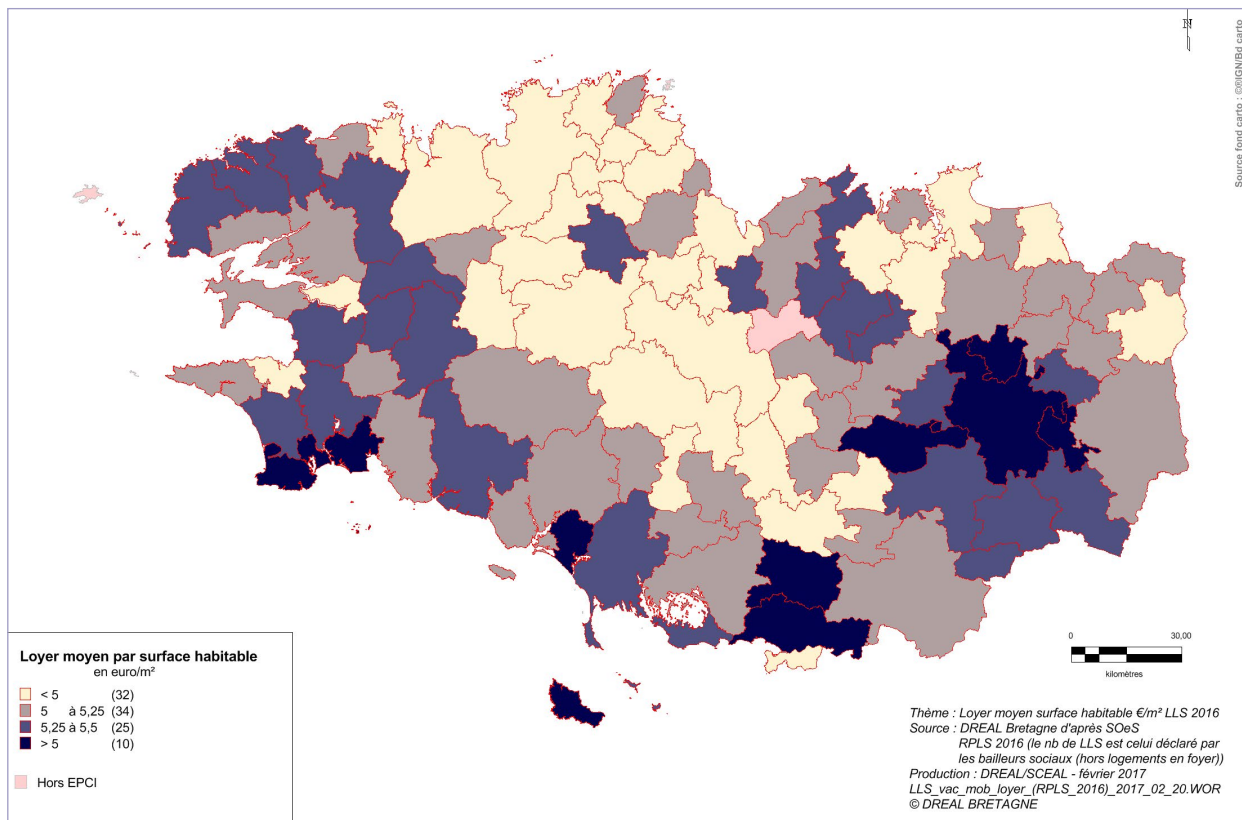 N
Source fond carto : ©®IGN/Bd carto
Loyer moyen par surface habitable
en euro/m²
< 5 (32)
5 à 5,25 (34)
5,25 à 5,5 (25)
> 5 (10)
Hors EPCI
0 30,00
kilomètres
Thème : Loyer moyen surface habitable €/m² LLS 2016
Source : DREAL Bretagne d'après SOeS
RPLS 2016 (le nb de LLS est celui déclaré par
les bailleurs sociaux (hors logements en foyer))
Production : DREAL/SCEAL - février 2017
LLS_vac_mob_loyer_(RPLS_2016)_2017_02_20.WOR
© DREAL BRETAGNE